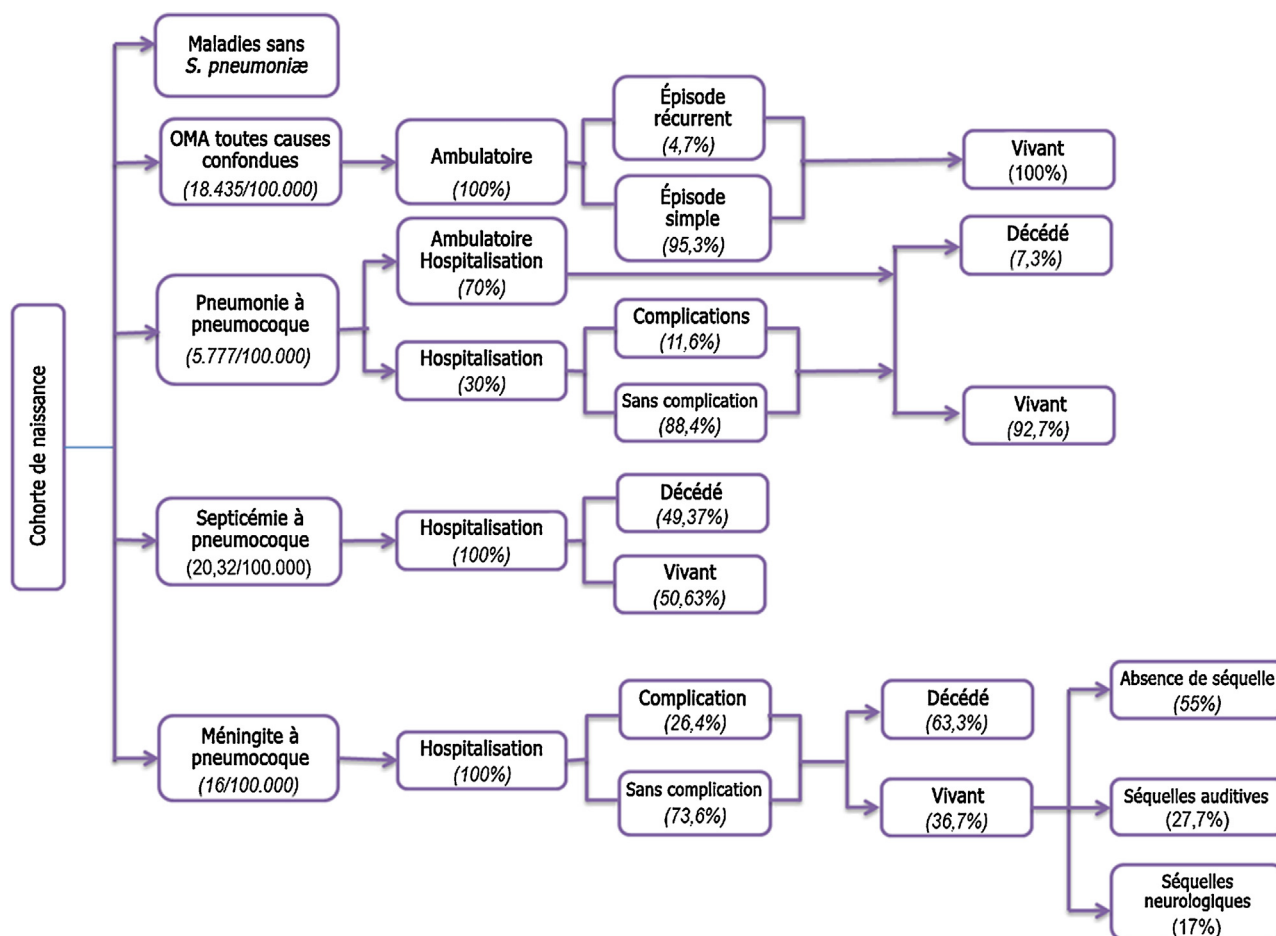 Cohorte de naissance
Maladies sans
S. pneumoniæ
OMA toutes causes
confondues
(18.435/100.000)
Ambulatoire
(100%)
Épisode
récurrent
(4,7%)
Épisode
simple
(95,3%)
Vivant
(100%)
Pneumonie à
pneumocoque
(5.777/100.000)
Ambulatoire
Hospitalisation
(70%)
Hospitalisation
(30%)
Complications
(11,6%)
Sans complication
(88,4%)
Décédé
(7,3%)
Vivant
(92,7%)
Septicémie à
pneumocoque
(20,32/100.000)
Hospitalisation
(100%)
Décédé
(49,37%)
Vivant
(50,63%)
Méningite à
pneumocoque
(16/100.000)
Hospitalisation
(100%)
Complication
(26,4%)
Sans complication
(73,6%)
Décédé
(63,3%)
Vivant
(36,7%)
Absence de séquelle
(55%)
Séquelles auditives
(27,7%)
Séquelles
neurologiques
(17%)